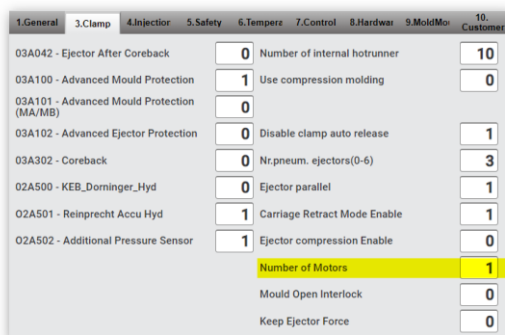 1.General 3.Clamp 4.Injectior 5.Safety 6.Tempera 7.Control 8.Hardwar 9.MoldMo 10. Customer
03A042 - Ejector After Coreback 0 Number of internal hotrunner 10
03A100 - Advanced Mould Protection 1 Use compression molding 0
03A101 - Advanced Mould Protection (MA/MB) 0
03A102 - Advanced Ejector Protection 0 Disable clamp auto release 1
03A302 - Coreback 0 Nr.pneum. ejectors(0-6) 3
02A500 - KEB_Dorninger_Hyd 0 Ejector parallel 1
O2A501 - Reinprecht Accu Hyd 1 Carriage Retract Mode Enable 1
O2A502 - Additional Pressure Sensor 1 Ejector compression Enable 0
Number of Motors 1
Mould Open Interlock 0
Keep Ejector Force 0